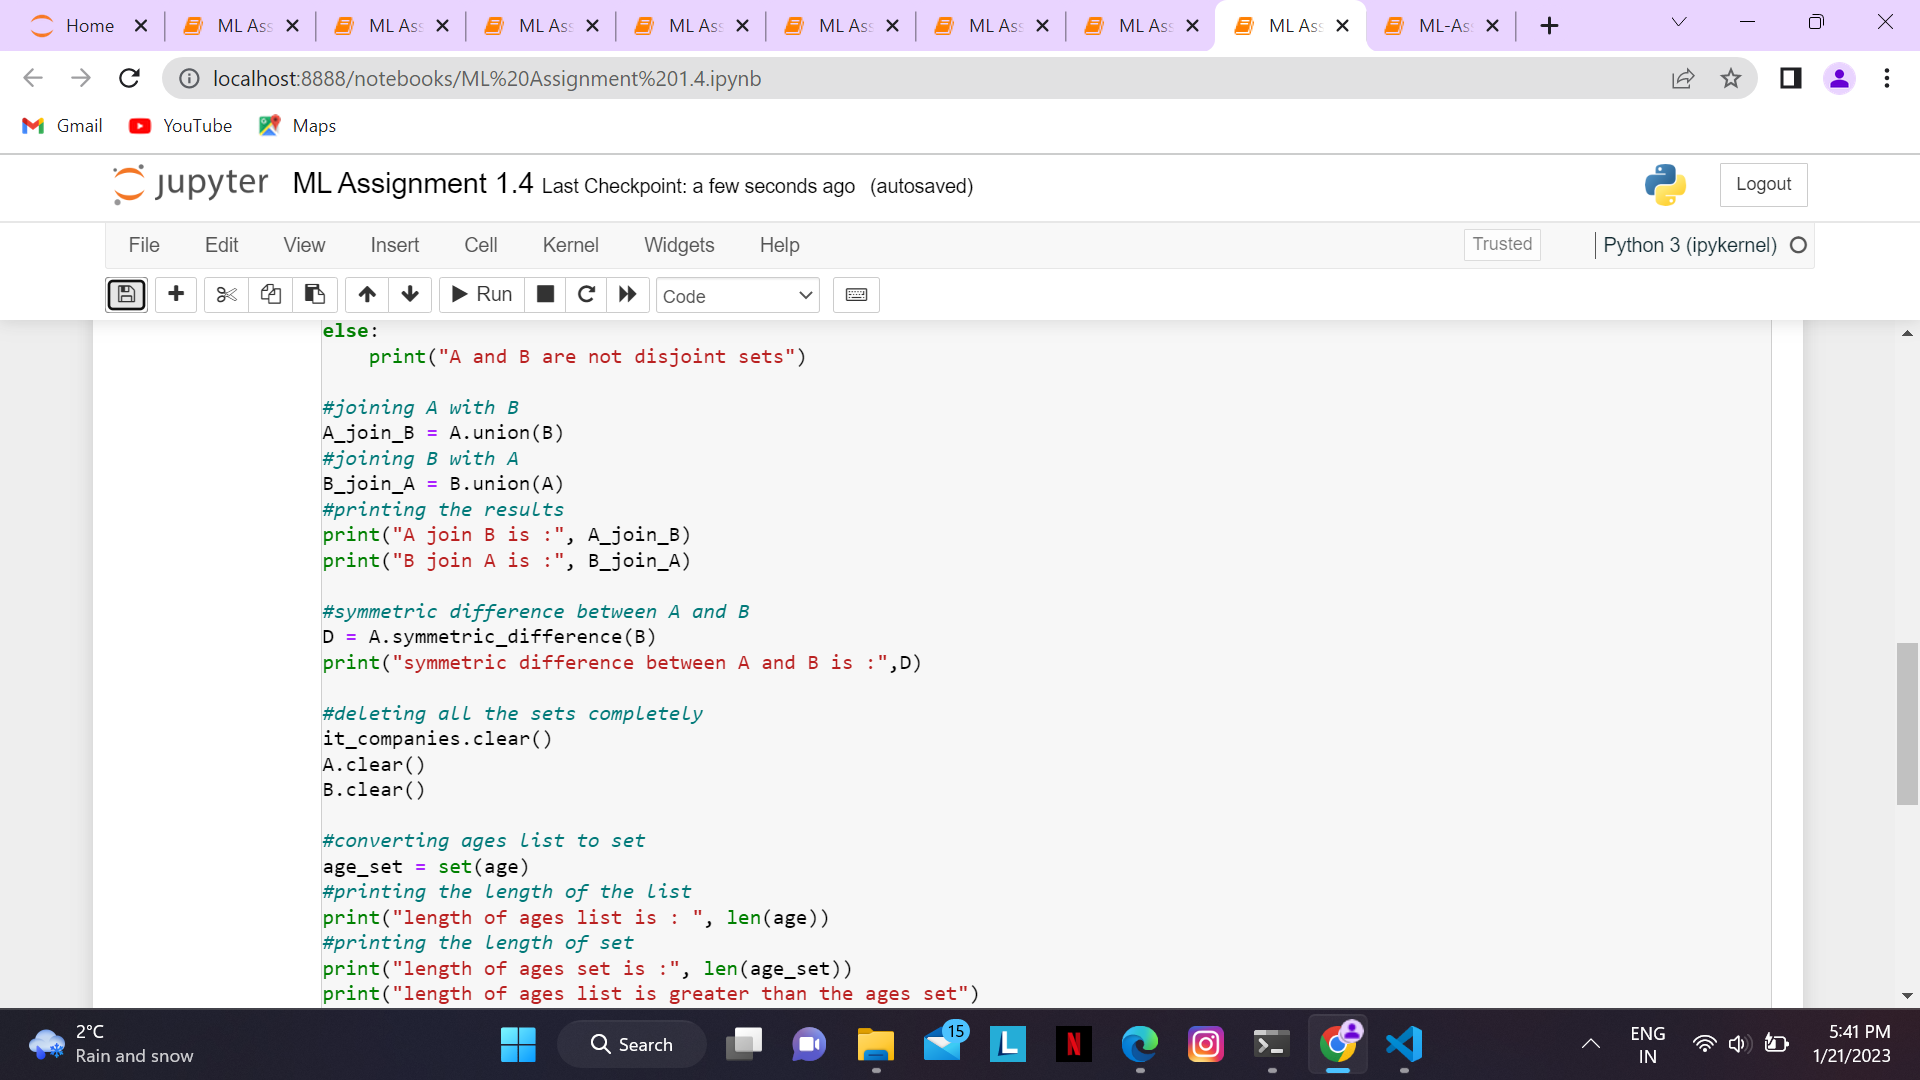 Home
ML Ass
ML Ass
ML Ass
ML Ass
ML Ass
ML Ass
ML Ass
ML Ass
ML-As
localhost:8888/notebooks/ML%20Assignment%201.4.ipynb
Gmail YouTube Maps
jupyter ML Assignment 1.4 Last Checkpoint: a few seconds ago (autosaved)
Logout
File Edit View Insert Cell Kernel Widgets Help
Trusted
Python 3 (ipykernel)
Run
Code
else:
    print("A and B are not disjoint sets")
#joining A with B
A_join_B = A.union(B)
#joining B with A
B_join_A = B.union(A)
#printing the results
print("A join B is :", A_join_B)
print("B join A is :", B_join_A)
#symmetric difference between A and B
D = A.symmetric_difference(B)
print("symmetric difference between A and B is :",D)
#deleting all the sets completely
it_companies.clear()
A.clear()
B.clear()
#converting ages list to set
age_set = set(age)
#printing the length of the list
print("length of ages list is : ", len(age))
#printing the length of set
print("length of ages set is :", len(age_set))
print("length of ages list is greater than the ages set")
2°C
Rain and snow
Search
15
L
N
ENG
IN
5:41 PM
1/21/2023